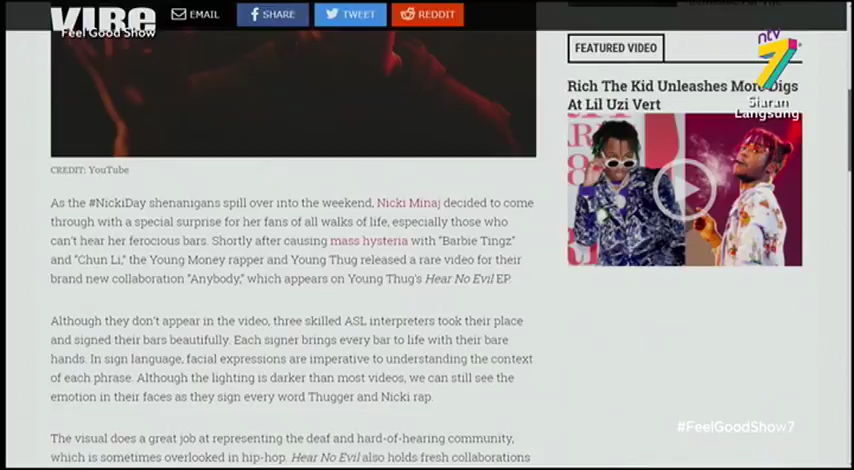 VIBE
EMAIL
SHARE
TWEET
REDDIT
Feel Good Show
FEATURED VIDEO
ntv
7
Siaran
Langsung
Rich The Kid Unleashes More Digs
At Lil Uzi Vert
CREDIT: YouTube
As the #NickiDay shenanigans spill over into the weekend, Nicki Minaj decided to come
through with a special surprise for her fans of all walks of life, especially those who
can't hear her ferocious bars. Shortly after causing mass hysteria with "Barbie Tingz"
and "Chun Li," the Young Money rapper and Young Thug released a rare video for their
brand new collaboration "Anybody," which appears on Young Thug's Hear No Evil EP.
Although they don't appear in the video, three skilled ASL interpreters took their place
and signed their bars beautifully. Each signer brings every bar to life with their bare
hands. In sign language, facial expressions are imperative to understanding the context
of each phrase. Although the lighting is darker than most videos, we can still see the
emotion in their faces as they sign every word Thugger and Nicki rap.
The visual does a great job at representing the deaf and hard-of-hearing community,
which is sometimes overlooked in hip-hop. Hear No Evil also holds fresh collaborations
#FeelGoodShow7